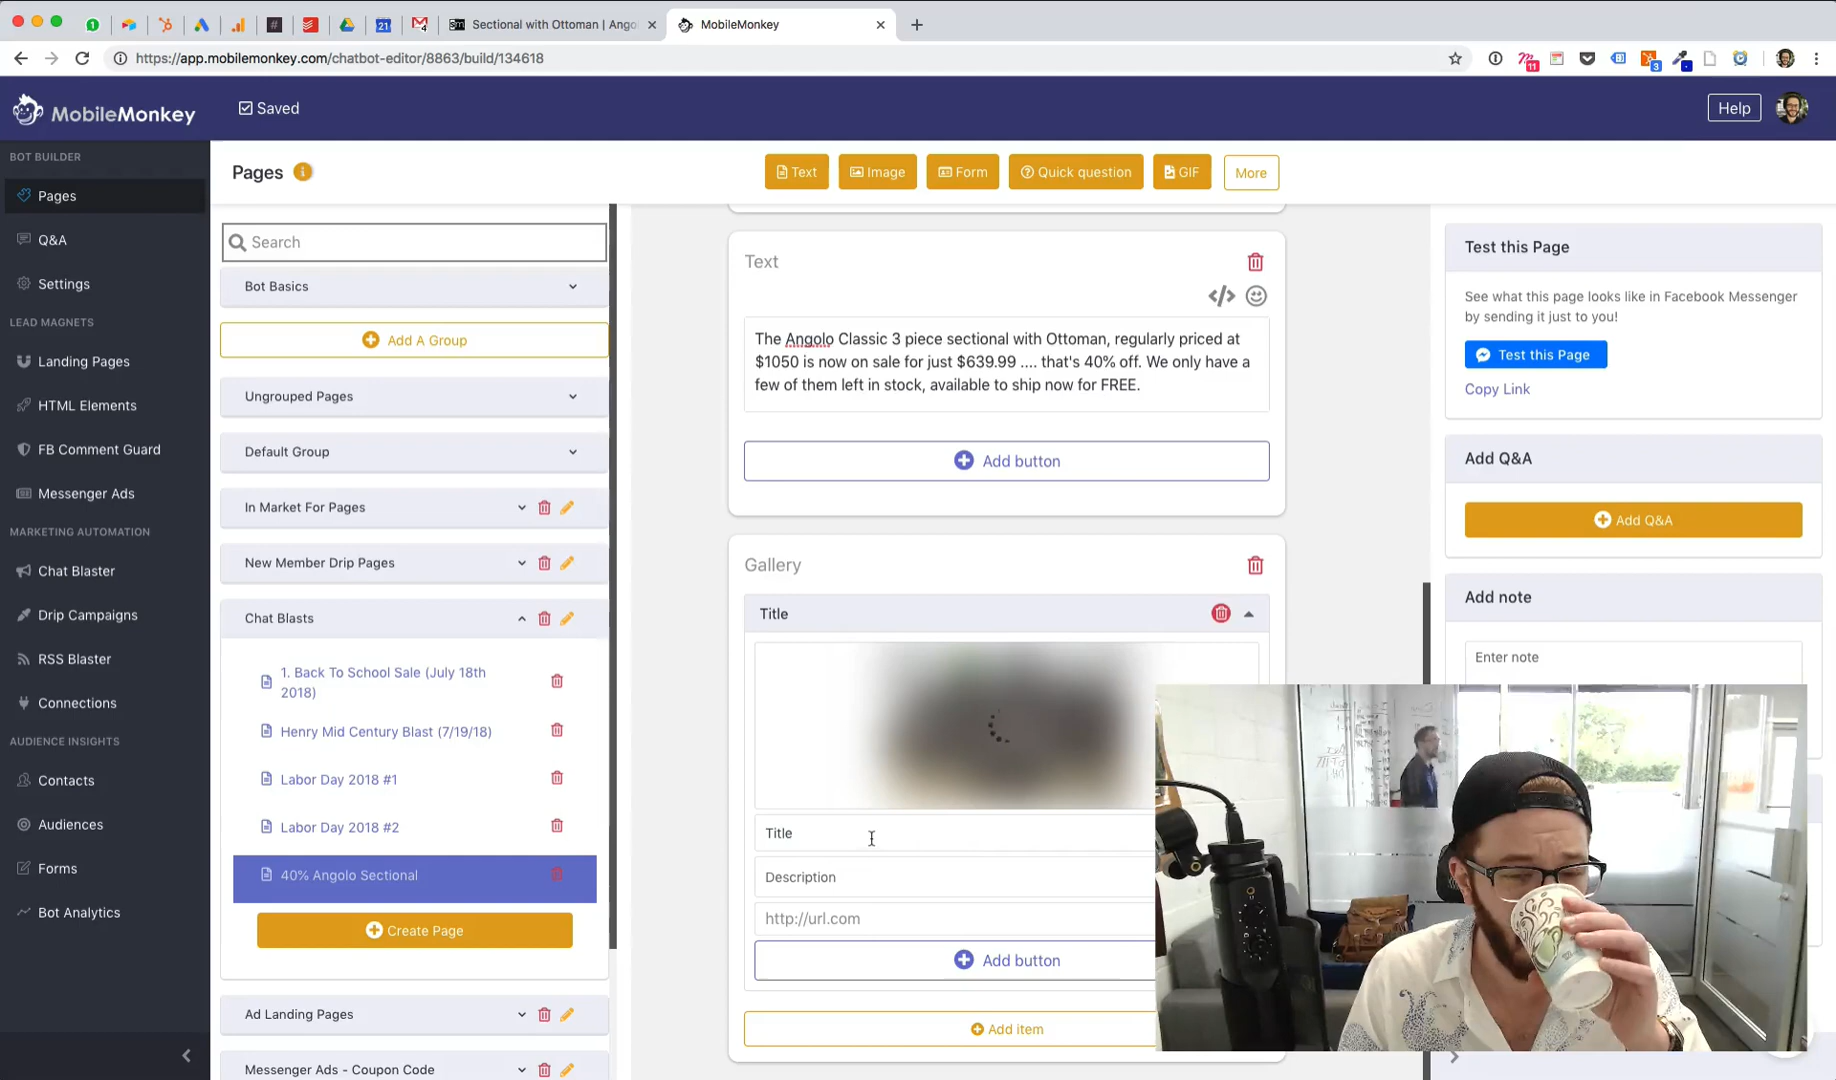 1
#
21
4
Sectional with Ottoman | Ango
MobileMonkey
https://app.mobilemonkey.com/chatbot-editor/8863/build/134618
11
3
MobileMonkey
Saved
Help
BOT BUILDER
Pages
Q&A
Settings
LEAD MAGNETS
Landing Pages
HTML Elements
FB Comment Guard
Messenger Ads
MARKETING AUTOMATION
Chat Blaster
Drip Campaigns
RSS Blaster
Connections
AUDIENCE INSIGHTS
Contacts
Audiences
Forms
Bot Analytics
Pages
Text
Image
Form
Quick question
GIF
More
Search
Bot Basics
Add A Group
Ungrouped Pages
Default Group
In Market For Pages
New Member Drip Pages
Chat Blasts
1. Back To School Sale (July 18th
2018)
Henry Mid Century Blast (7/19/18)
Labor Day 2018 #1
Labor Day 2018 #2
40% Angolo Sectional
Create Page
Ad Landing Pages
Messenger Ads - Coupon Code
Text
The Angolo Classic 3 piece sectional with Ottoman, regularly priced at
$1050 is now on sale for just $639.99 .... that's 40% off. We only have a
few of them left in stock, available to ship now for FREE.
Add button
Gallery
Title
Title
Description
http://url.com
Add button
Add item
Test this Page
See what this page looks like in Facebook Messenger
by sending it just to you!
Test this Page
Copy Link
Add Q&A
Add Q&A
Add note
Enter note